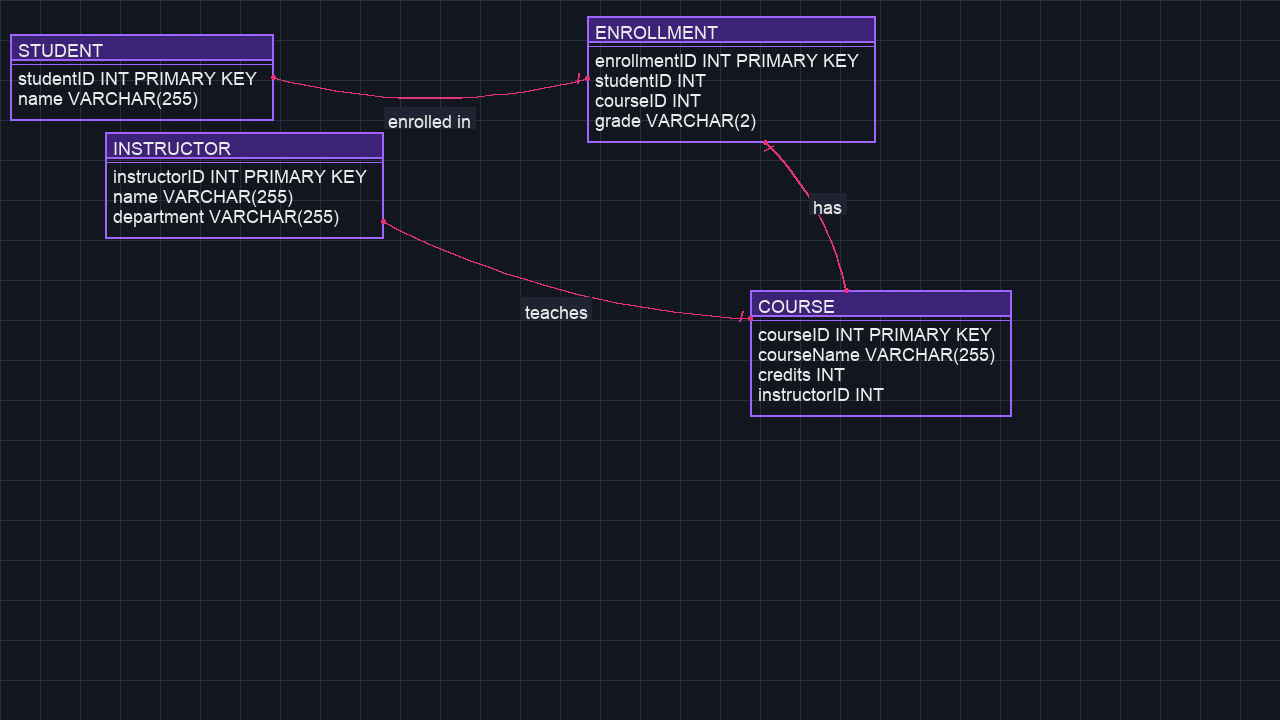 STUDENT
studentID INT PRIMARY KEY
name VARCHAR(255)
ENROLLMENT
enrollmentID INT PRIMARY KEY
studentID INT
courseID INT
grade VARCHAR(2)
enrolled in
INSTRUCTOR
instructorID INT PRIMARY KEY
name VARCHAR(255)
department VARCHAR(255)
has
teaches
COURSE
courseID INT PRIMARY KEY
courseName VARCHAR(255)
credits INT
instructorID INT